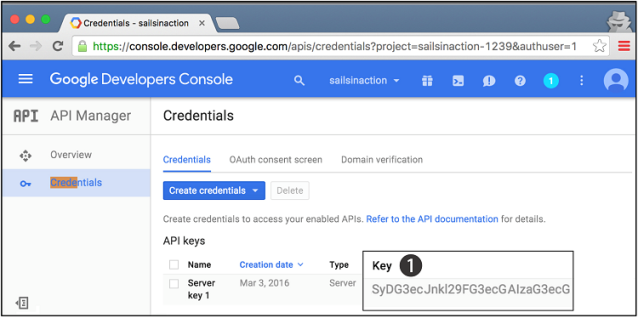 Credentials - sailsinaction
https://console.developers.google.com/apis/credentials?project=sailsinaction-1239&authuser=1
Google Developers Console
sailsinaction
1
API
API Manager
Credentials
Overview
Credentials
Credentials OAuth consent screen Domain verification
Create credentials
Delete
Create credentials to access your enabled APIs. Refer to the API documentation for details.
API keys
Name Creation date Type Key 1
Server key 1
Mar 3, 2016 Server SyDG3ecJnkl29FG3ecGAIzaG3ecG